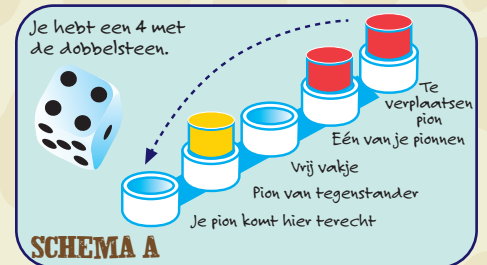 Je hebt een 4 met
de dobbelsteen.
Te
verplaatsen
pion
Eén van je pionnen
Vrij vakje
Pion van tegenstander
Je pion komt hier terecht
SCHEMA A